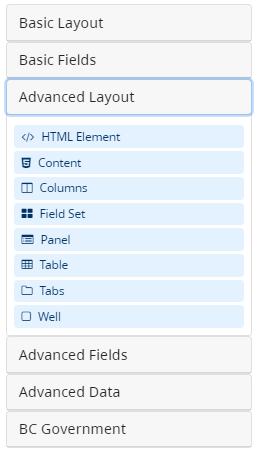 Basic Layout
Basic Fields
Advanced Layout
HTML Element
Content
Columns
Field Set
Panel
Table
Tabs
Well
Advanced Fields
Advanced Data
BC Government